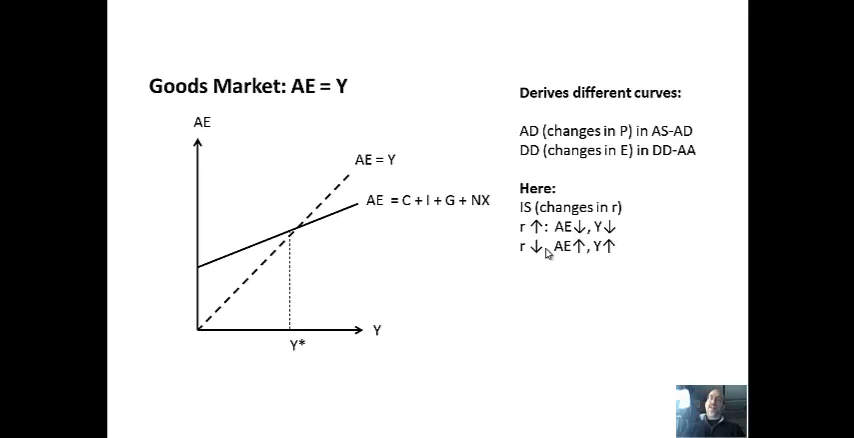 Goods Market: AE = Y
AE
AE = Y
AE = C + I + G + NX
Y
Y*
Derives different curves:
AD (changes in P) in AS-AD
DD (changes in E) in DD-AA
Here:
IS (changes in r)
r ↑: AE↓, Y↓
r ↓, AE↑, Y↑